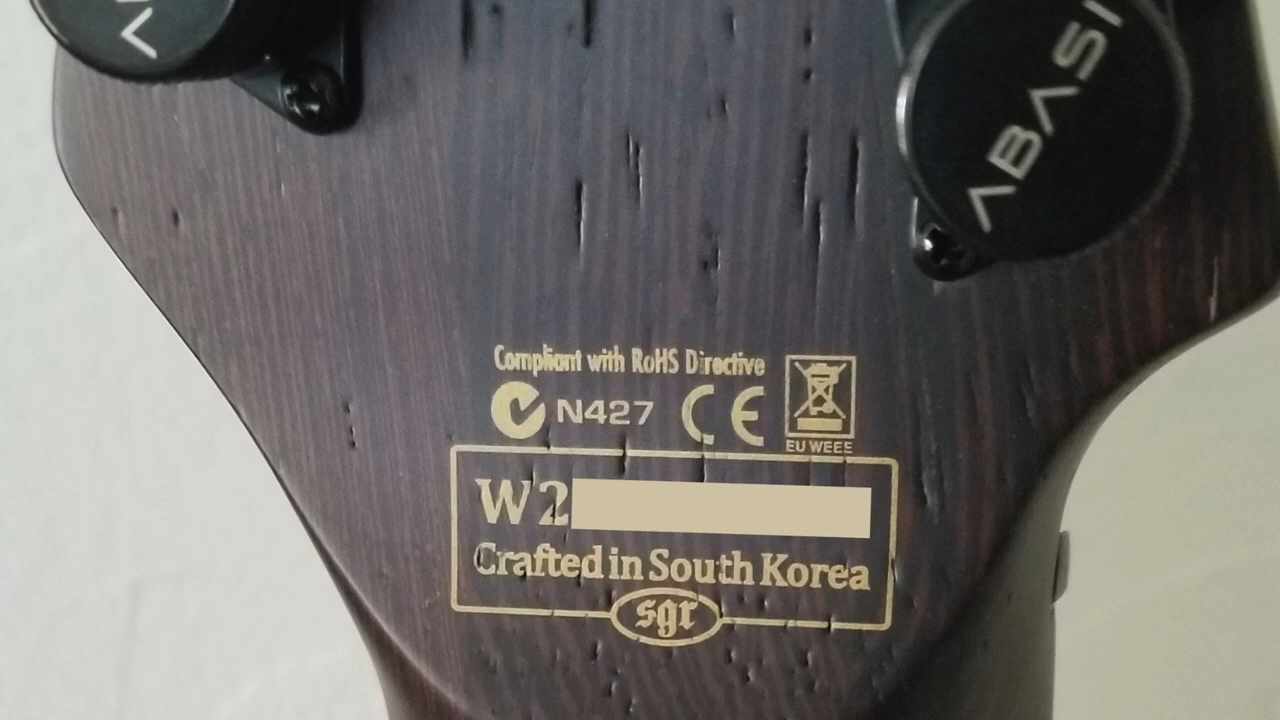 ABASI
Compliant with RoHS Directive
N427 CE
EU WEEE
W2
Crafted in South Korea
sgr